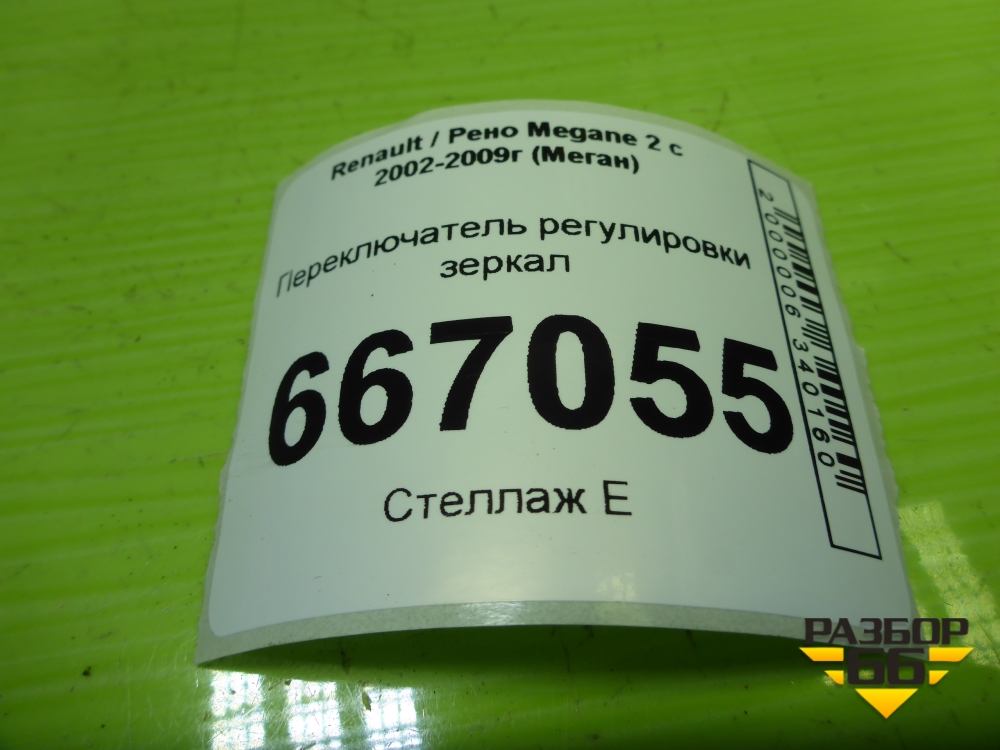 Renault / Рено Megane 2 с
2002-2009г (Меган)
Переключатель регулировки
зеркал
667055
Стеллаж Е
2000006340160
РАЗБОР
66